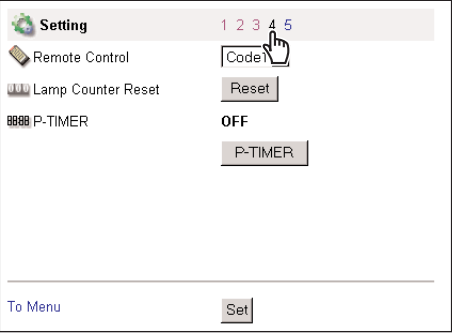 Setting 1 2 3 4 5
Remote Control Code1
Lamp Counter Reset Reset
P-TIMER OFF
P-TIMER
To Menu Set